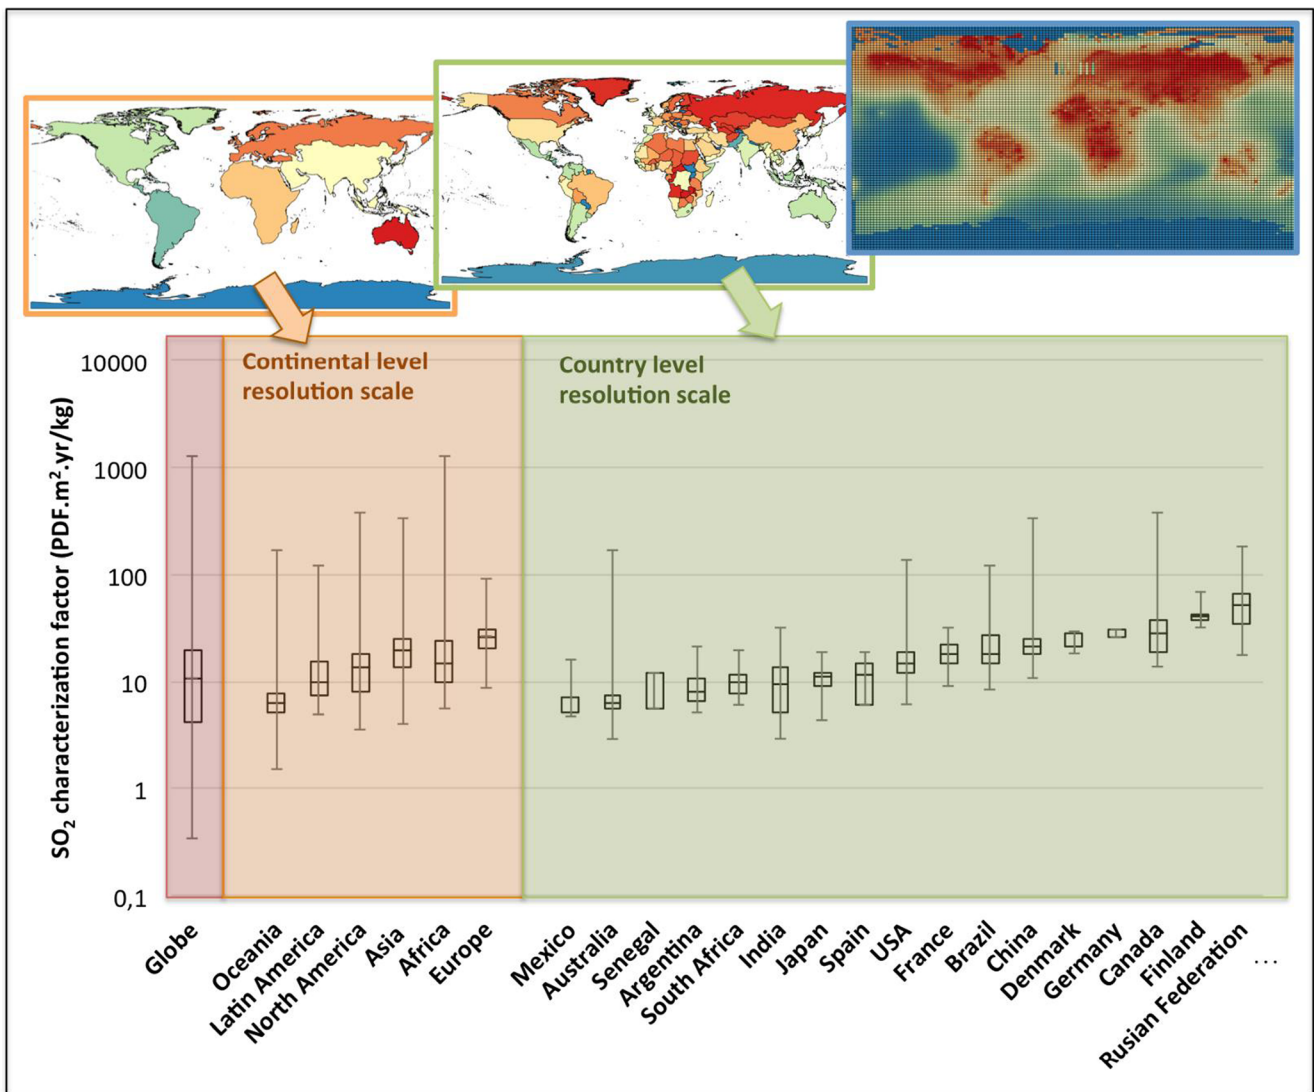 Continental level
resolution scale
Country level
resolution scale
SO₂ characterization factor (PDF.m².yr/kg)
10000
1000
100
10
1
0,1
Globe
Oceania
Latin America
North America
Asia
Africa
Europe
Mexico
Australia
Senegal
Argentina
South Africa
India
Japan
Spain
USA
France
Brazil
China
Denmark
Germany
Canada
Finland
Rusian Federation
...